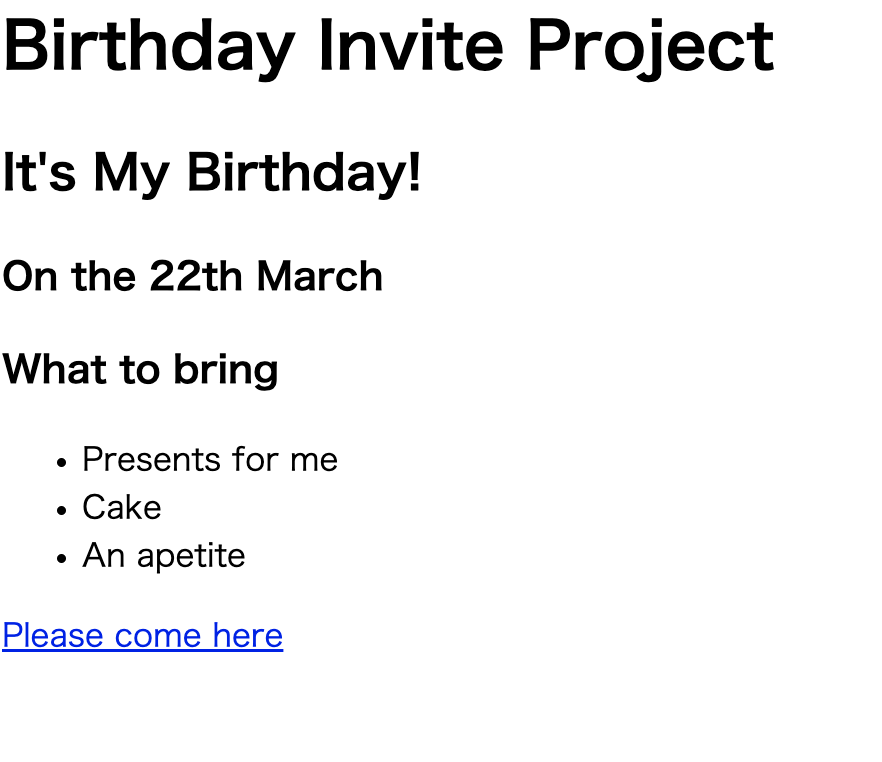 Birthday Invite Project
It's My Birthday!
On the 22th March
What to bring
• Presents for me
• Cake
• An apetite
Please come here